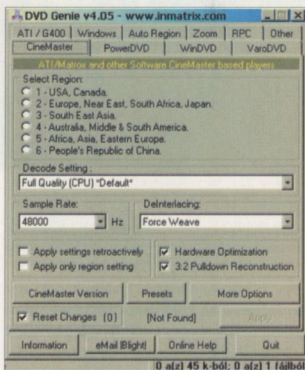 DVD Genie v4.05 - www.inmatrix.com
ATI / G400 Windows Auto Region Zoom RPC Other
CineMaster PowerDVD WinDVD VaroDVD
ATI/Matrox and other Software CineMaster based players
Select Region:
1 - USA, Canada.
2 - Europe, Near East, South Africa, Japan.
3 - South East Asia.
4 - Australia, Middle & South America.
5 - Africa, Asia, Eastern Europe.
6 - People's Republic of China.
Decode Setting :
Full Quality (CPU) "Default"
Sample Rate: DeInterlacing:
48000 Hz Force Weave
Apply settings retroactively Hardware Optimization
Apply only region setting 3:2 Pulldown Reconstruction
CineMaster Version Presets More Options
Reset Changes (0) [Not Found] Apply
Information eMail [Blight] Online Help Quit
0 a(z) 45 k-ból; 0 a(z) 1 fájlból